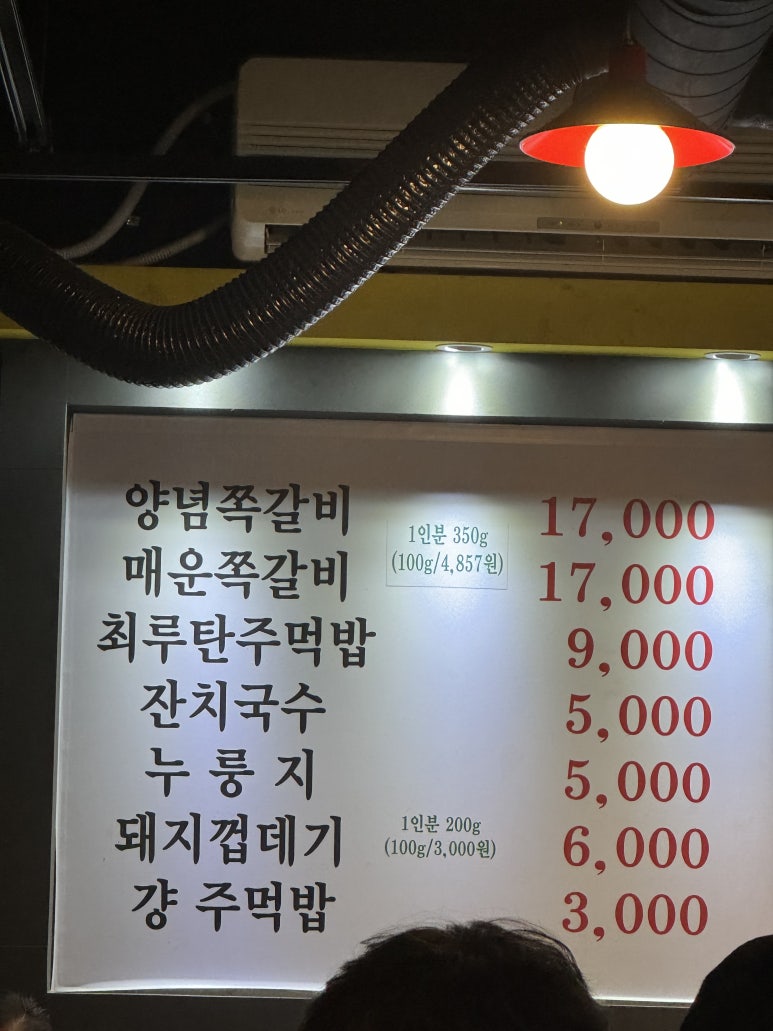 양념쪽갈비 17,000
1인분 350g
(100g/4,857원)
매운쪽갈비 17,000
최루탄주먹밥 9,000
잔치국수 5,000
누룽지 5,000
돼지껍데기 6,000
1인분 200g
(100g/3,000원)
걍 주먹밥 3,000